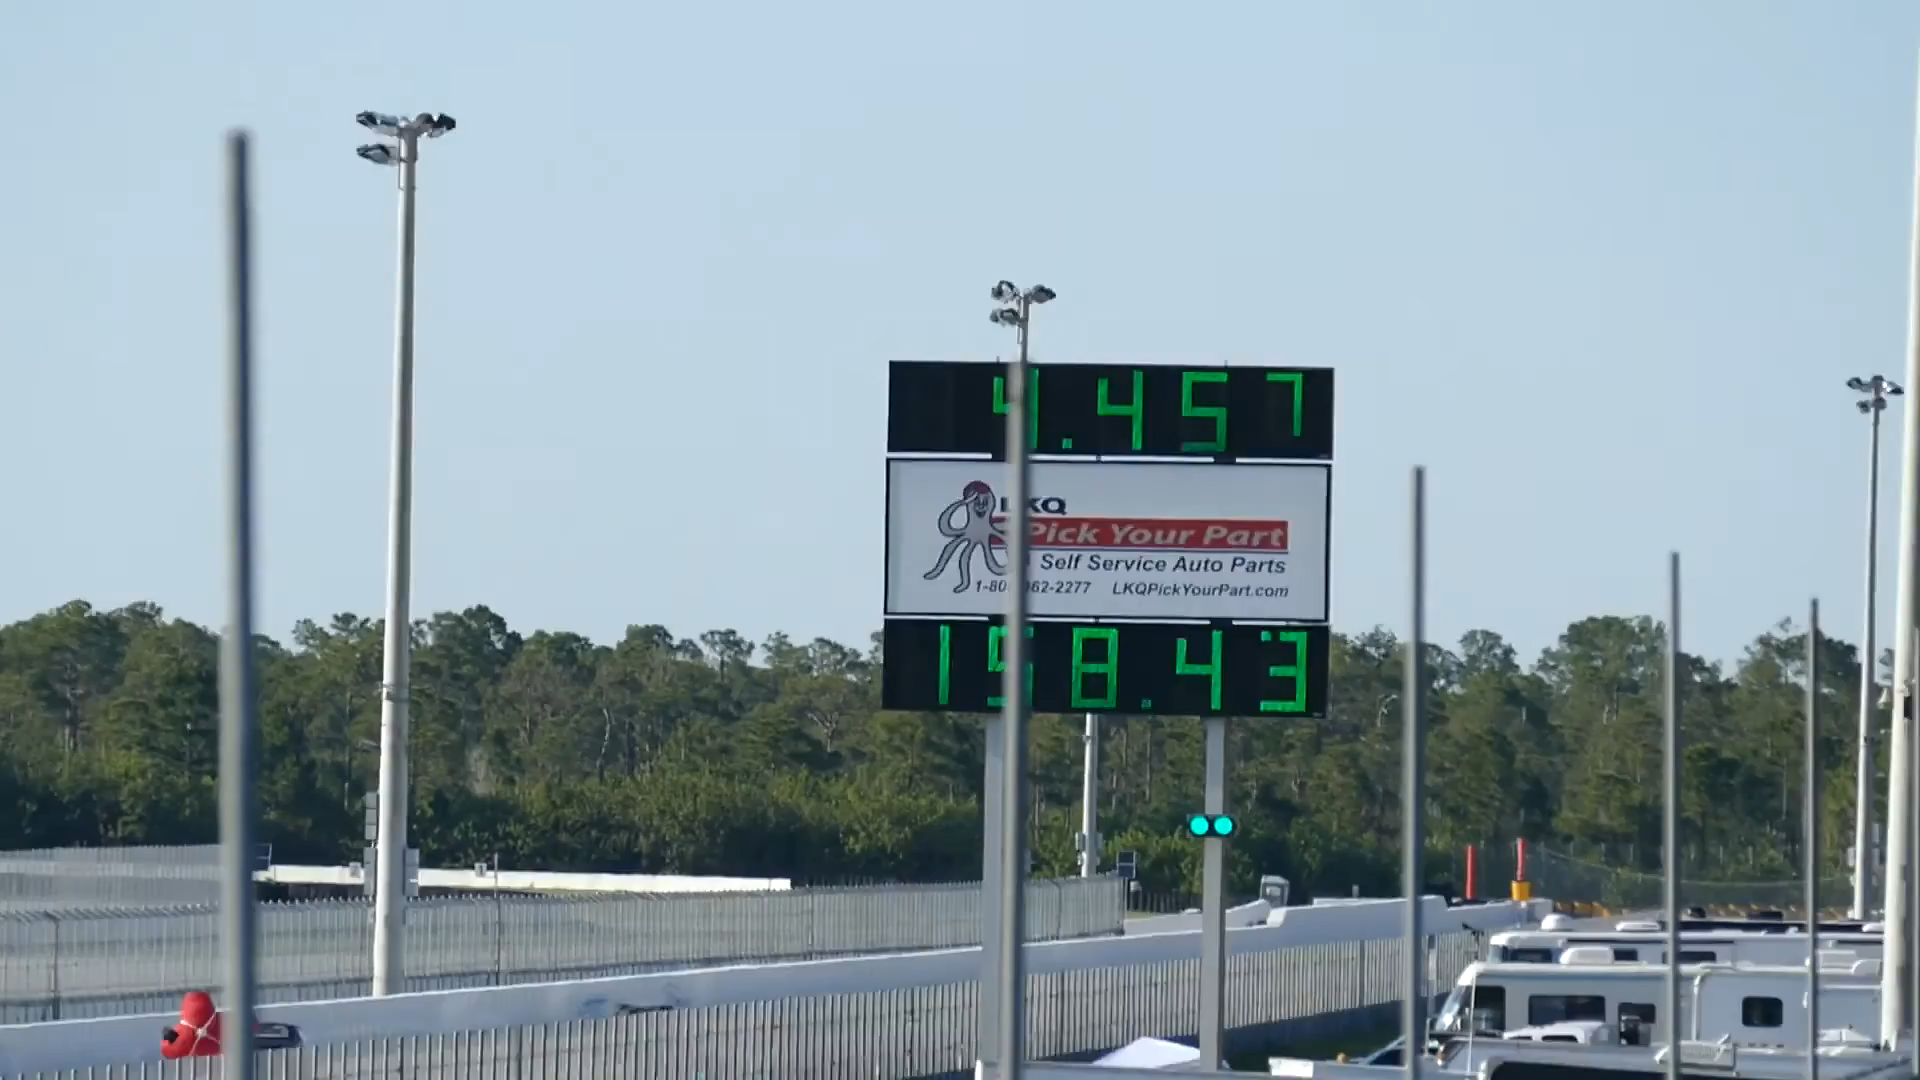 4.457
LKQ
Pick Your Part
Self Service Auto Parts
LKQPickYourPart.com
158.43